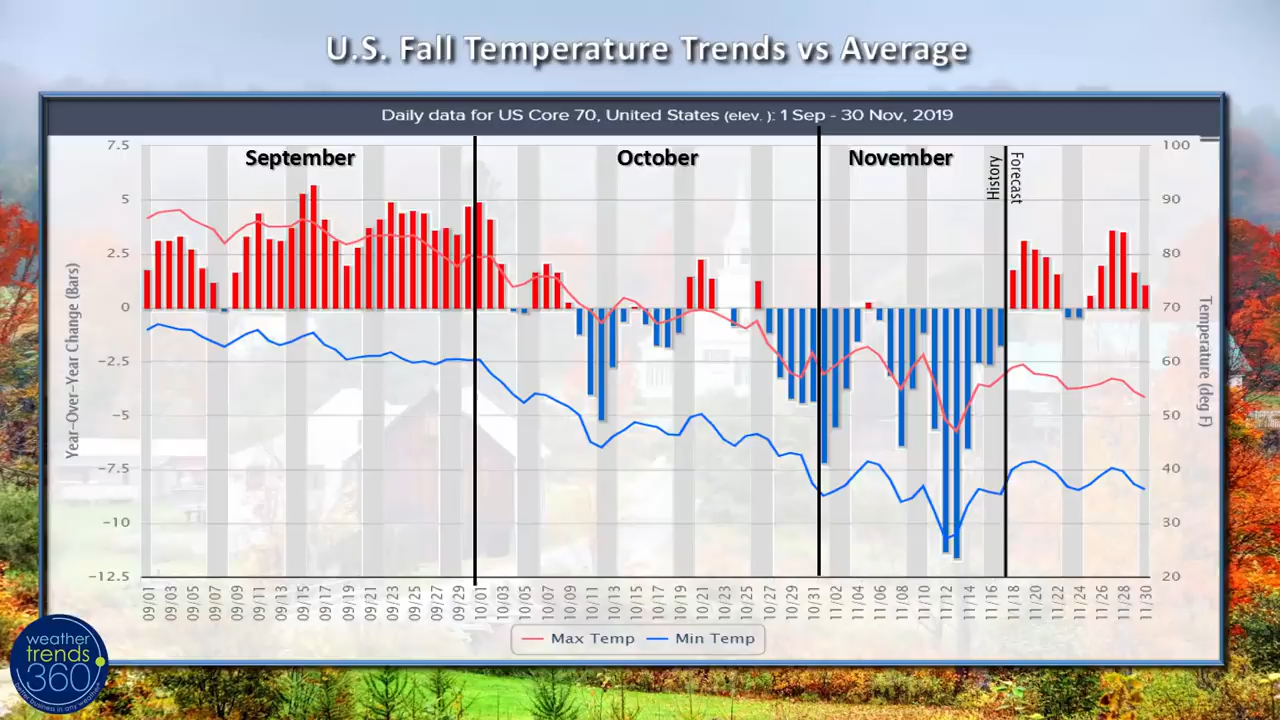 U.S. Fall Temperature Trends vs Average
Daily data for US Core 70, United States (elev. ): 1 Sep - 30 Nov, 2019
September
October
November
History
Forecast
Year-Over-Year Change (Bars)
7.5
5
2.5
0
-2.5
-5
-7.5
-10
-12.5
100
90
80
70
60
50
40
30
20
Temperature (deg F)
09/01 09/03 09/05 09/07 09/09 09/11 09/13 09/15 09/17 09/19 09/21 09/23 09/25 09/27 09/29 10/01 10/03 10/05 10/07 10/09 10/11 10/13 10/15 10/17 10/19 10/21 10/23 10/25 10/27 10/29 10/31 11/02 11/04 11/06 11/08 11/10 11/12 11/14 11/16 11/18 11/20 11/22 11/24 11/26 11/28 11/30
Max Temp Min Temp
weather
trends
360
better business in any weather